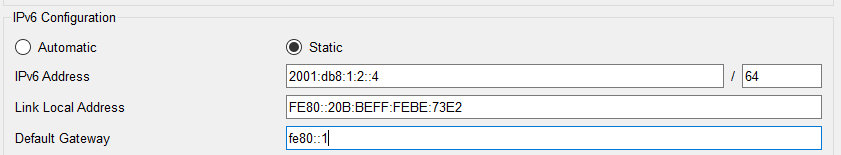 IPv6 Configuration
Automatic Static
IPv6 Address 2001:db8:1:2::4 / 64
Link Local Address FE80::20B:BEFF:FEBE:73E2
Default Gateway fe80::1